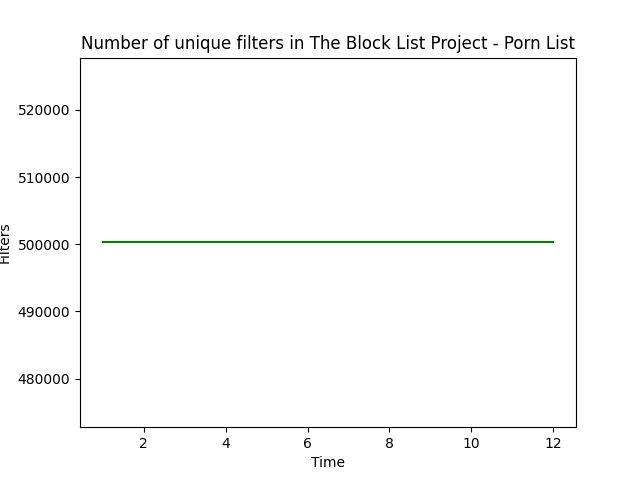 Number of unique filters in The Block List Project - Porn List
520000
510000
500000
490000
480000
Filters
2 4 6 8 10 12
Time